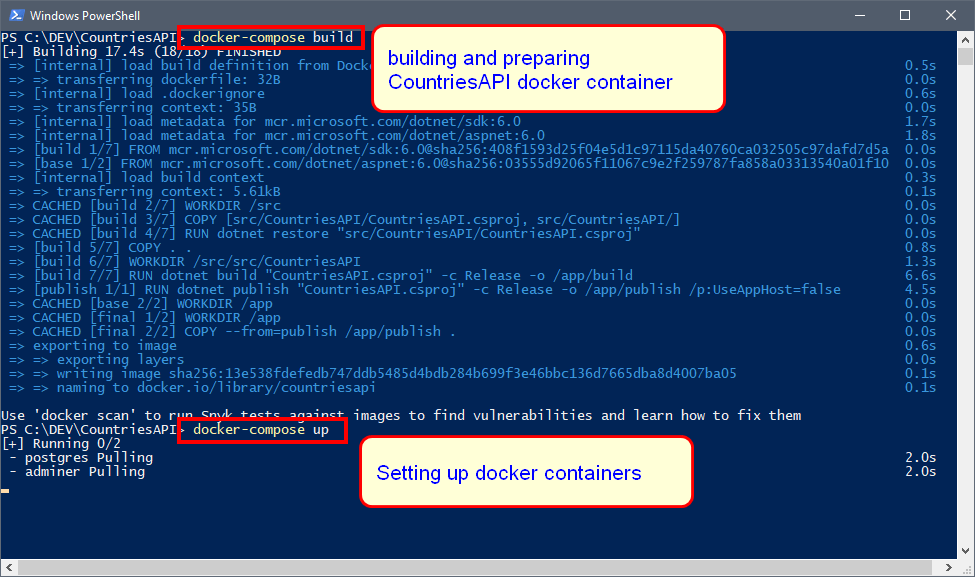 Windows PowerShell
PS C:\DEV\CountriesAPI> docker-compose build
[+] Building 17.4s (18/18) FINISHED
building and preparing
CountriesAPI docker container
=> [internal] load build definition from Docke 0.5s
=> => transferring dockerfile: 32B 0.0s
=> [internal] load .dockerignore 0.6s
=> => transferring context: 35B 0.0s
=> [internal] load metadata for mcr.microsoft.com/dotnet/sdk:6.0 1.7s
=> [internal] load metadata for mcr.microsoft.com/dotnet/aspnet:6.0 1.8s
=> [build 1/7] FROM mcr.microsoft.com/dotnet/sdk:6.0@sha256:408f1593d25f04e5d1c97115da40760ca032505c97dafd7d5a 0.0s
=> [base 1/2] FROM mcr.microsoft.com/dotnet/aspnet:6.0@sha256:03555d92065f11067c9e2f259787fa858a03313540a01f10 0.0s
=> [internal] load build context 0.3s
=> => transferring context: 5.61kB 0.1s
=> CACHED [build 2/7] WORKDIR /src 0.0s
=> CACHED [build 3/7] COPY [src/CountriesAPI/CountriesAPI.csproj, src/CountriesAPI/] 0.0s
=> CACHED [build 4/7] RUN dotnet restore "src/CountriesAPI/CountriesAPI.csproj" 0.0s
=> [build 5/7] COPY . . 0.8s
=> [build 6/7] WORKDIR /src/src/CountriesAPI 1.3s
=> [build 7/7] RUN dotnet build "CountriesAPI.csproj" -c Release -o /app/build 6.6s
=> [publish 1/1] RUN dotnet publish "CountriesAPI.csproj" -c Release -o /app/publish /p:UseAppHost=false 4.5s
=> CACHED [base 2/2] WORKDIR /app 0.0s
=> CACHED [final 1/2] WORKDIR /app 0.0s
=> CACHED [final 2/2] COPY --from=publish /app/publish . 0.0s
=> exporting to image 0.6s
=> => exporting layers 0.0s
=> => writing image sha256:13e538fdefedb747ddb5485d4bdb284b699f3e46bbc136d7665dba8d4007ba05 0.1s
=> => naming to docker.io/library/countriesapi 0.1s
Use 'docker scan' to run Snyk tests against images to find vulnerabilities and learn how to fix them
PS C:\DEV\CountriesAPI> docker-compose up
[+] Running 0/2
- postgres Pulling 2.0s
- adminer Pulling 2.0s
Setting up docker containers